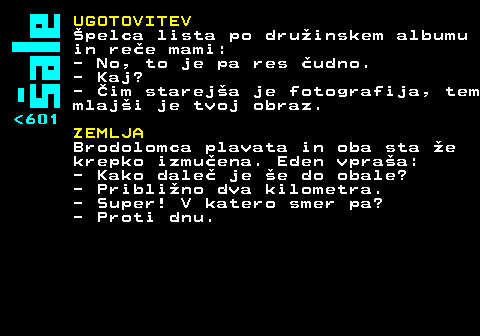 šale
<601
UGOTOVITEV
Špelca lista po družinskem albumu
in reče mami:
- No, to je pa res čudno.
- Kaj?
- Čim starejša je fotografija, tem
mlajši je tvoj obraz.
ZEMLJA
Brodolomca plavata in oba sta že
krepko izmučena. Eden vpraša:
- Kako daleč je še do obale?
- Približno dva kilometra.
- Super! V katero smer pa?
- Proti dnu.